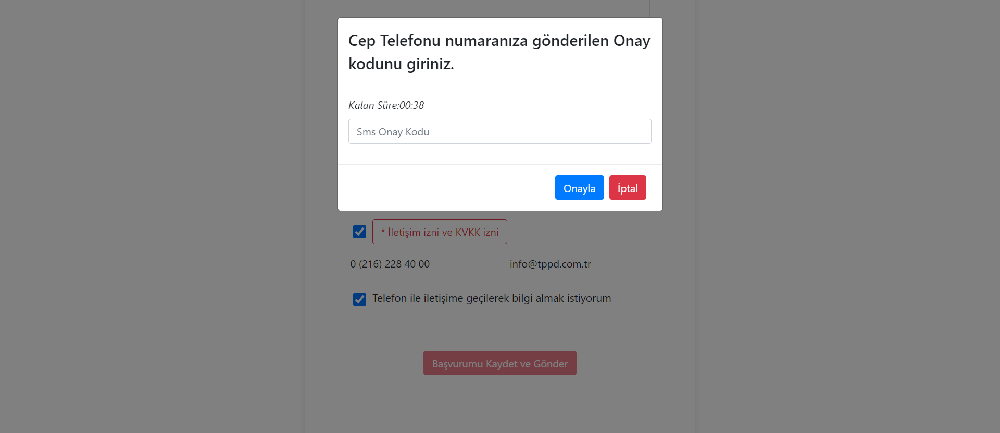 Cep Telefonu numaranıza gönderilen Onay
kodunu giriniz.
Kalan Süre:00:38
Sms Onay Kodu
Onayla İptal
* İletişim izni ve KVKK izni
0 (216) 228 40 00 info@tppd.com.tr
Telefon ile iletişime geçilerek bilgi almak istiyorum
Başvurumu Kaydet ve Gönder